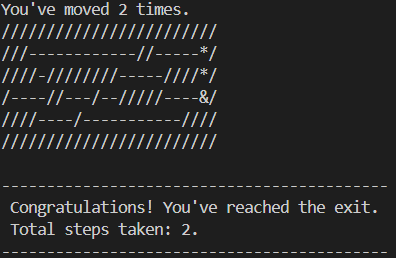 You've moved 2 times.
////////////////////////
///------------//-----*/
////-////////-----////*/
/----//---/--/////----&/
////----/-----------////
////////////////////////
-------------------------------------------
Congratulations! You've reached the exit.
Total steps taken: 2.
-------------------------------------------